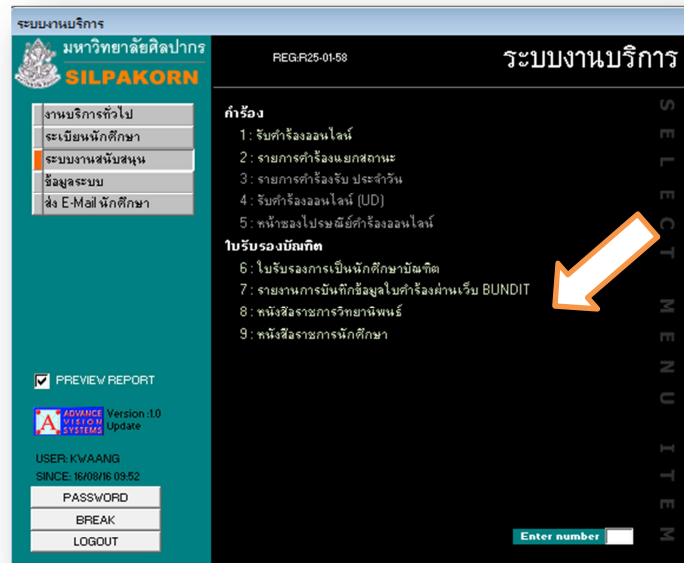 ระบบงานบริการ
มหาวิทยาลัยศิลปากร
SILPAKORN
REG:R25-01-58
ระบบงานบริการ
งานบริการทั่วไป
ระเบียนนักศึกษา
ระบบงานสนับสนุน
ข้อมูลระบบ
ส่ง E-Mail นักศึกษา
คำร้อง
1 : รับคำร้องออนไลน์
2 : รายการคำร้องแยกสถานะ
3 : รายการคำร้องรับ ประจำวัน
4 : รับคำร้องออนไลน์ (UD)
5 : หน้าซองไปรษณีย์คำร้องออนไลน์
ใบรับรองบัณฑิต
6 : ใบรับรองการเป็นนักศึกษาบัณฑิต
7 : รายงานการบันทึกข้อมูลใบคำร้องผ่านเว็บ BUNDIT
8 : หนังสือราชการวิทยานิพนธ์
9 : หนังสือราชการนักศึกษา
SELECT MENU ITEM
PREVIEW REPORT
A ADVANCE VISION SYSTEMS
Version :1.0
Update
USER: KWAANG
SINCE: 16/08/16 09:52
PASSWORD
BREAK
LOGOUT
Enter number